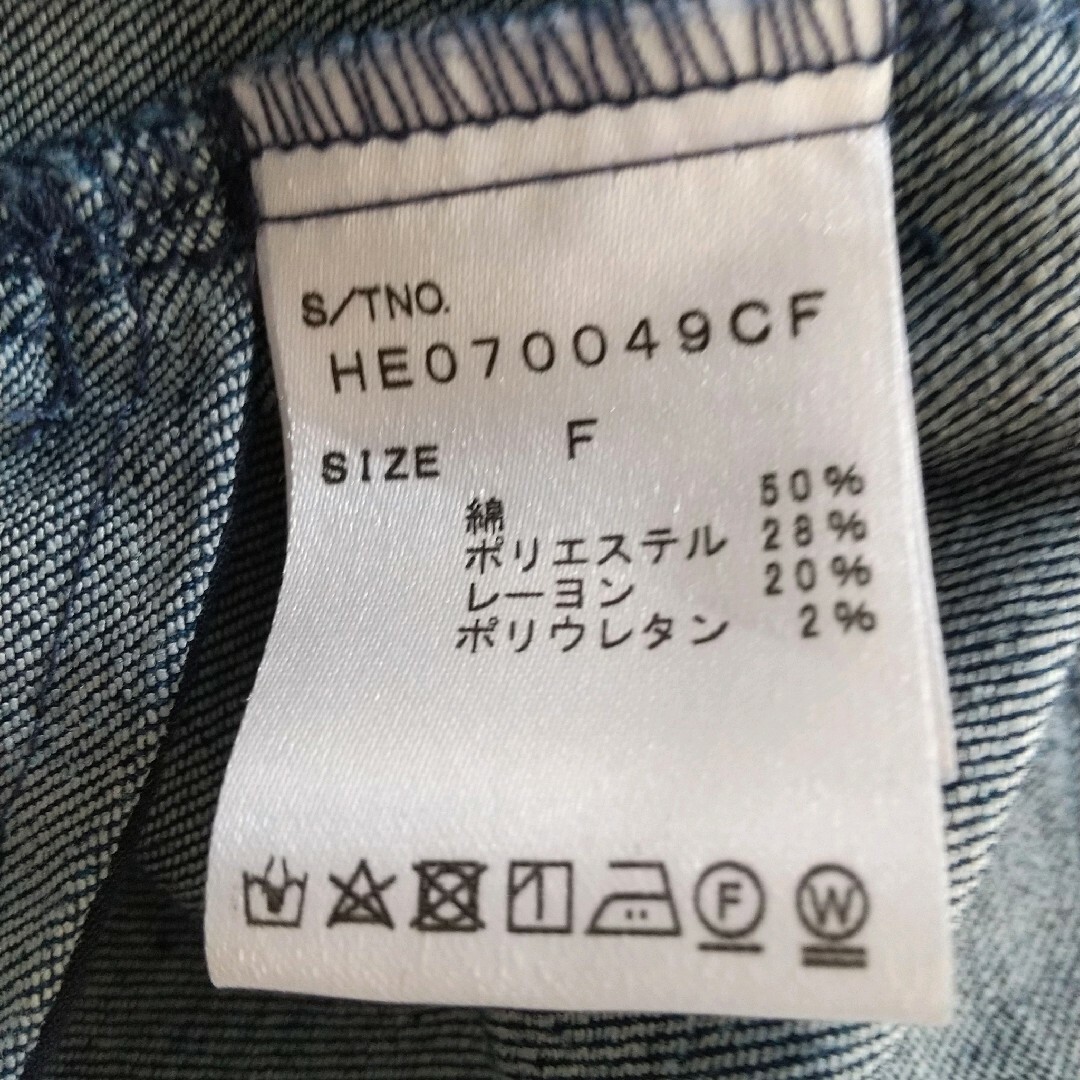 S/TNO.
HE070049CF
SIZE F
綿 50%
ポリエステル 28%
レーヨン 20%
ポリウレタン 2%
F
W